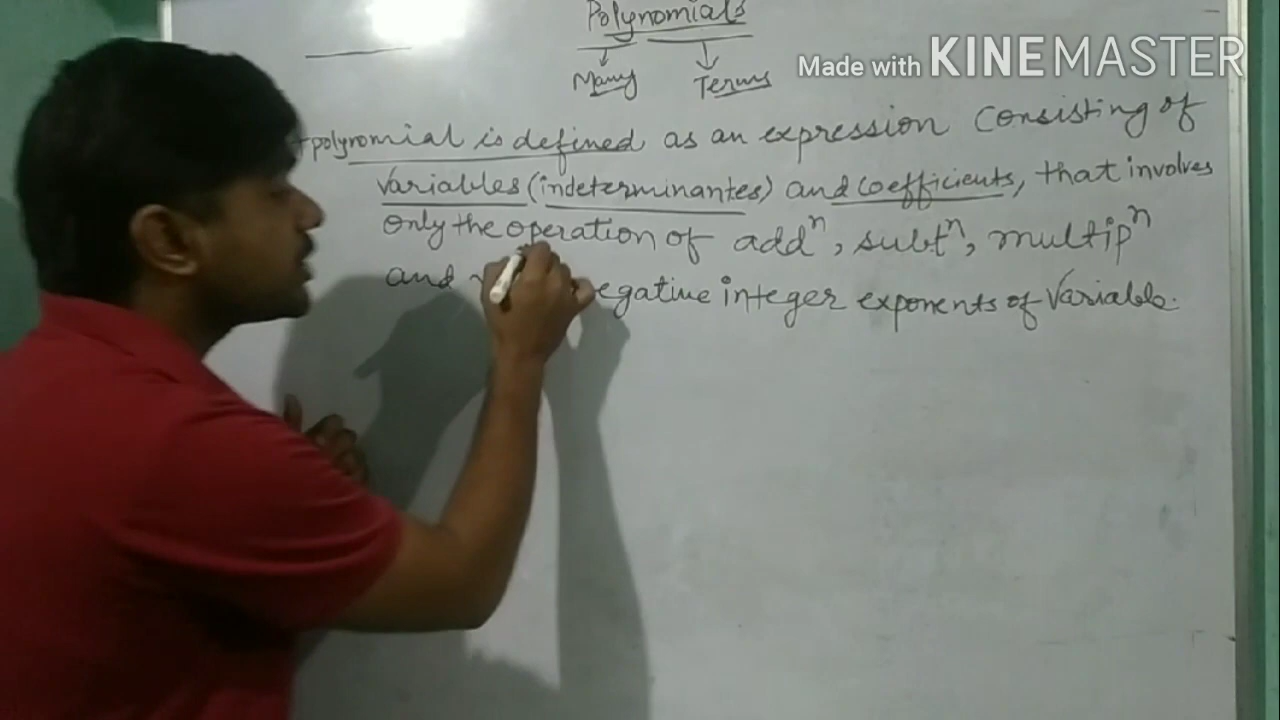 Polynomials
Made with KINEMASTER
Many Terms
polynomial is defined as an expression consisting of
variables (indeterminantes) and coefficients, that involves
only the operation of addⁿ, subtⁿ, multipⁿ
and egative integer exponents of variable.